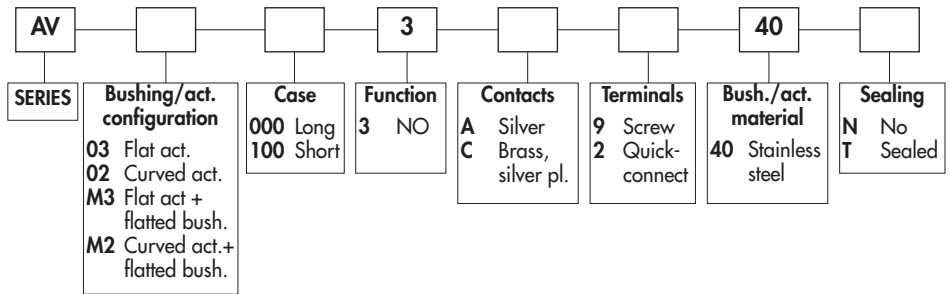 AV 3 40
SERIES
Bushing/act.
configuration
03 Flat act.
02 Curved act.
M3 Flat act +
flatted bush.
M2 Curved act.+
flatted bush.
Case
000 Long
100 Short
Function
3 NO
Contacts
A Silver
C Brass,
silver pl.
Terminals
9 Screw
2 Quick-
connect
Bush./act.
material
40 Stainless
steel
Sealing
N No
T Sealed